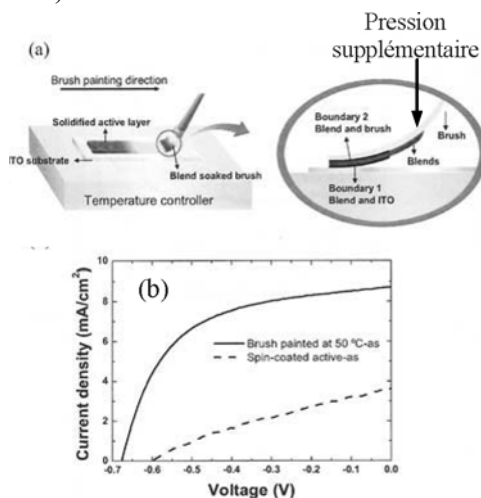 Pression
supplémentaire
(a)
Brush painting direction
Solidified active layer
ITO substrate
Blend soaked brush
Temperature controller
Boundary 2
Blend and brush
Brush
Blends
Boundary 1
Blend and ITO
(b)
Current density (mA/cm²)
10
8
6
4
2
0
Brush painted at 50 ºC-as
Spin-coated active-as
-0.7 -0.6 -0.5 -0.4 -0.3 -0.2 -0.1 0.0
Voltage (V)